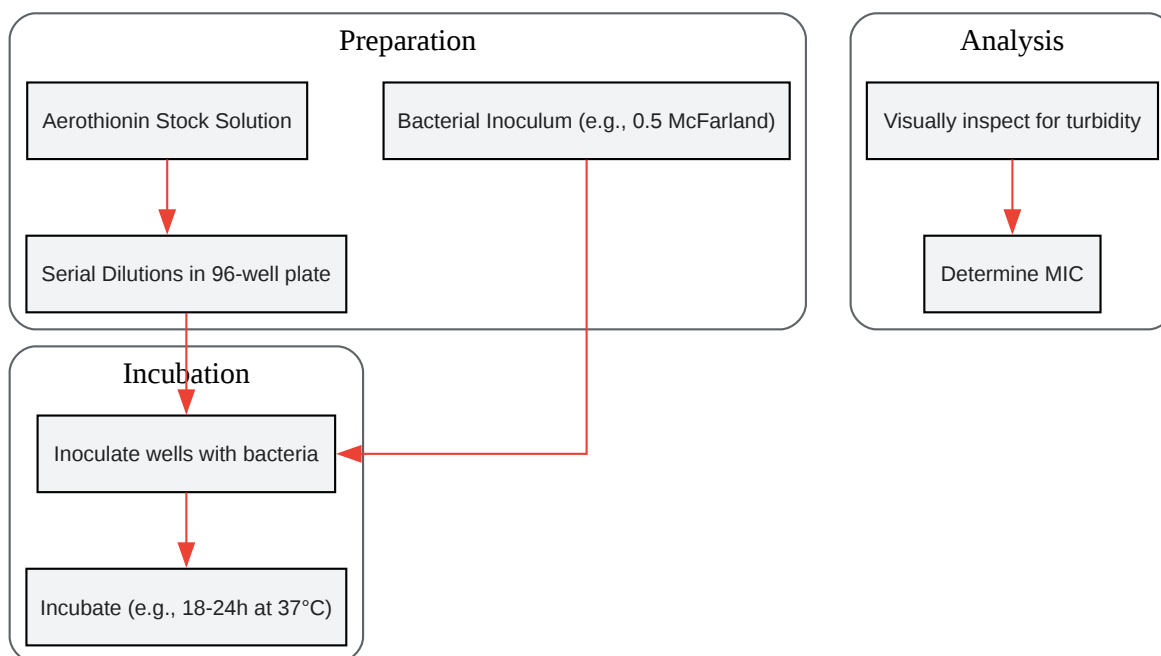 Preparation
Aerothionin Stock Solution
Bacterial Inoculum (e.g., 0.5 McFarland)
Serial Dilutions in 96-well plate
Incubation
Inoculate wells with bacteria
Incubate (e.g., 18-24h at 37°C)
Analysis
Visually inspect for turbidity
Determine MIC